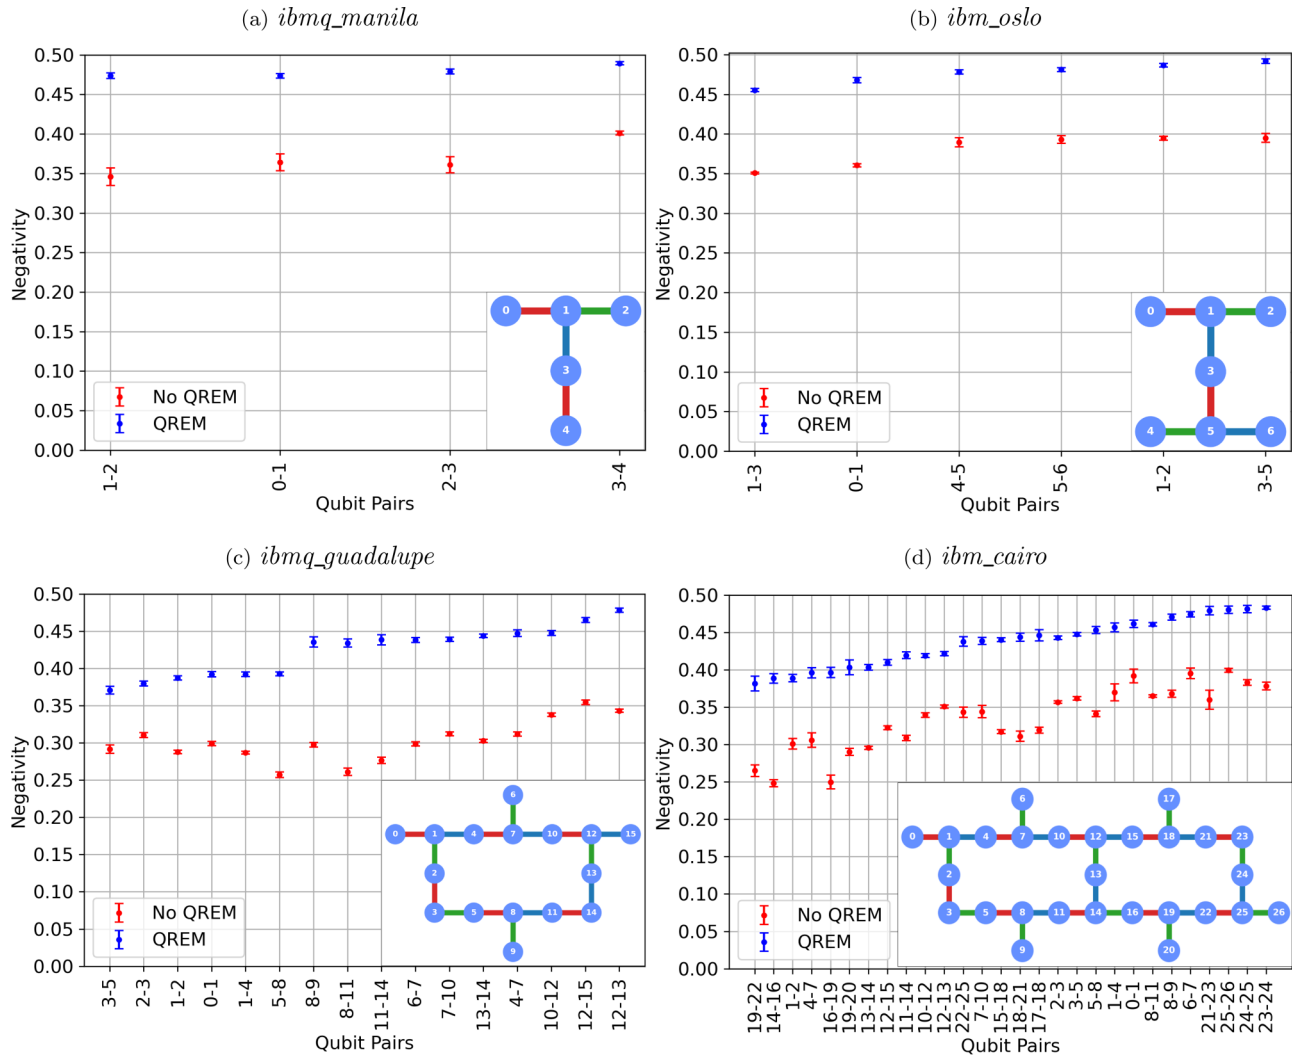 (a) ibmq_manila
0.50
0.45
0.40
0.35
0.30
0.25
0.20
0.15
0.10
0.05
0.00
Negativity
No QREM
QREM
0 1 2
3
4
1-2 0-1 2-3 3-4
Qubit Pairs
(b) ibm_oslo
0.50
0.45
0.40
0.35
0.30
0.25
0.20
0.15
0.10
0.05
0.00
Negativity
No QREM
QREM
0 1 2
3
4 5 6
1-3 0-1 4-5 5-6 1-2 3-5
Qubit Pairs
(c) ibmq_guadalupe
0.50
0.45
0.40
0.35
0.30
0.25
0.20
0.15
0.10
0.05
0.00
Negativity
No QREM
QREM
6
0 1 4 7 10 12 15
2 13
3 5 8 11 14
9
3-5 2-3 1-2 0-1 1-4 5-8 8-9 8-11 11-14 6-7 7-10 13-14 4-7 10-12 12-15 12-13
Qubit Pairs
(d) ibm_cairo
0.50
0.45
0.40
0.35
0.30
0.25
0.20
0.15
0.10
0.05
0.00
Negativity
No QREM
QREM
6 17
0 1 4 7 10 12 15 18 21 23
2 13 24
3 5 8 11 14 16 19 22 25 26
9 20
19-22 14-16 1-2 4-7 16-19 19-20 13-14 12-15 11-14 10-12 12-13 22-25 7-10 15-18 18-21 17-18 2-3 3-5 5-8 1-4 0-1 8-11 8-9 6-7 21-23 25-26 24-25 23-24
Qubit Pairs